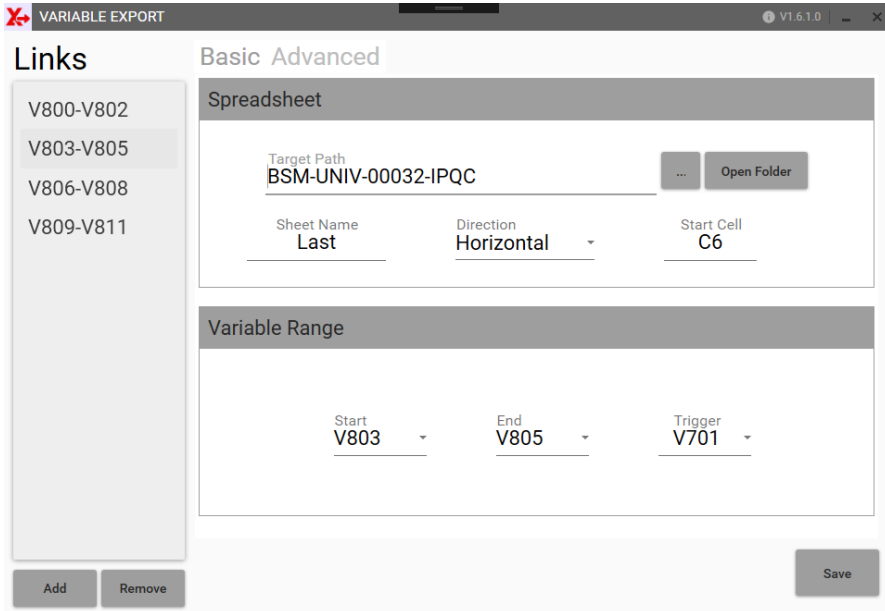 VARIABLE EXPORT
V1.6.1.0
Links
V800-V802
V803-V805
V806-V808
V809-V811
Add
Remove
Basic Advanced
Spreadsheet
Target Path
BSM-UNIV-00032-IPQC
...
Open Folder
Sheet Name
Last
Direction
Horizontal
Start Cell
C6
Variable Range
Start
V803
End
V805
Trigger
V701
Save